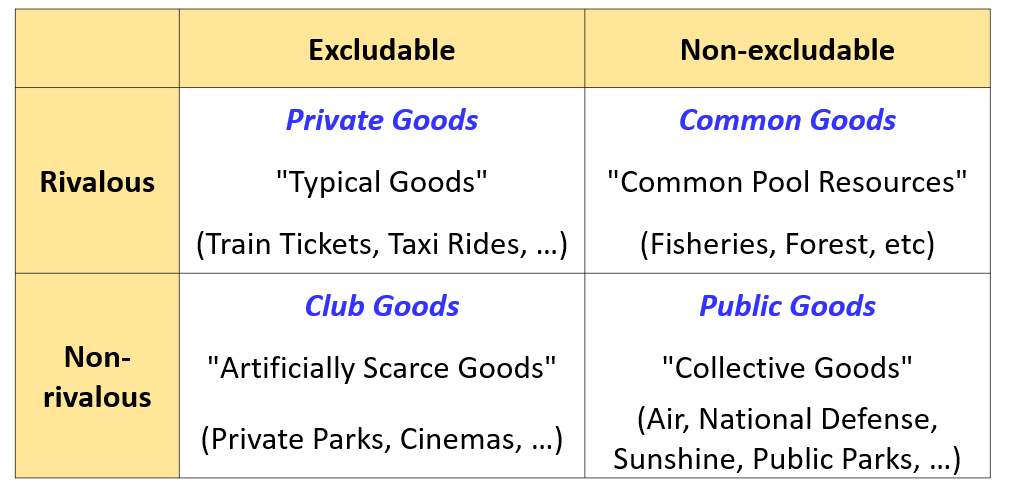 Excludable
Non-excludable
Rivalous
Private Goods
"Typical Goods"
(Train Tickets, Taxi Rides, ...)
Common Goods
"Common Pool Resources"
(Fisheries, Forest, etc)
Non-
rivalous
Club Goods
"Artificially Scarce Goods"
(Private Parks, Cinemas, ...)
Public Goods
"Collective Goods"
(Air, National Defense,
Sunshine, Public Parks, ...)